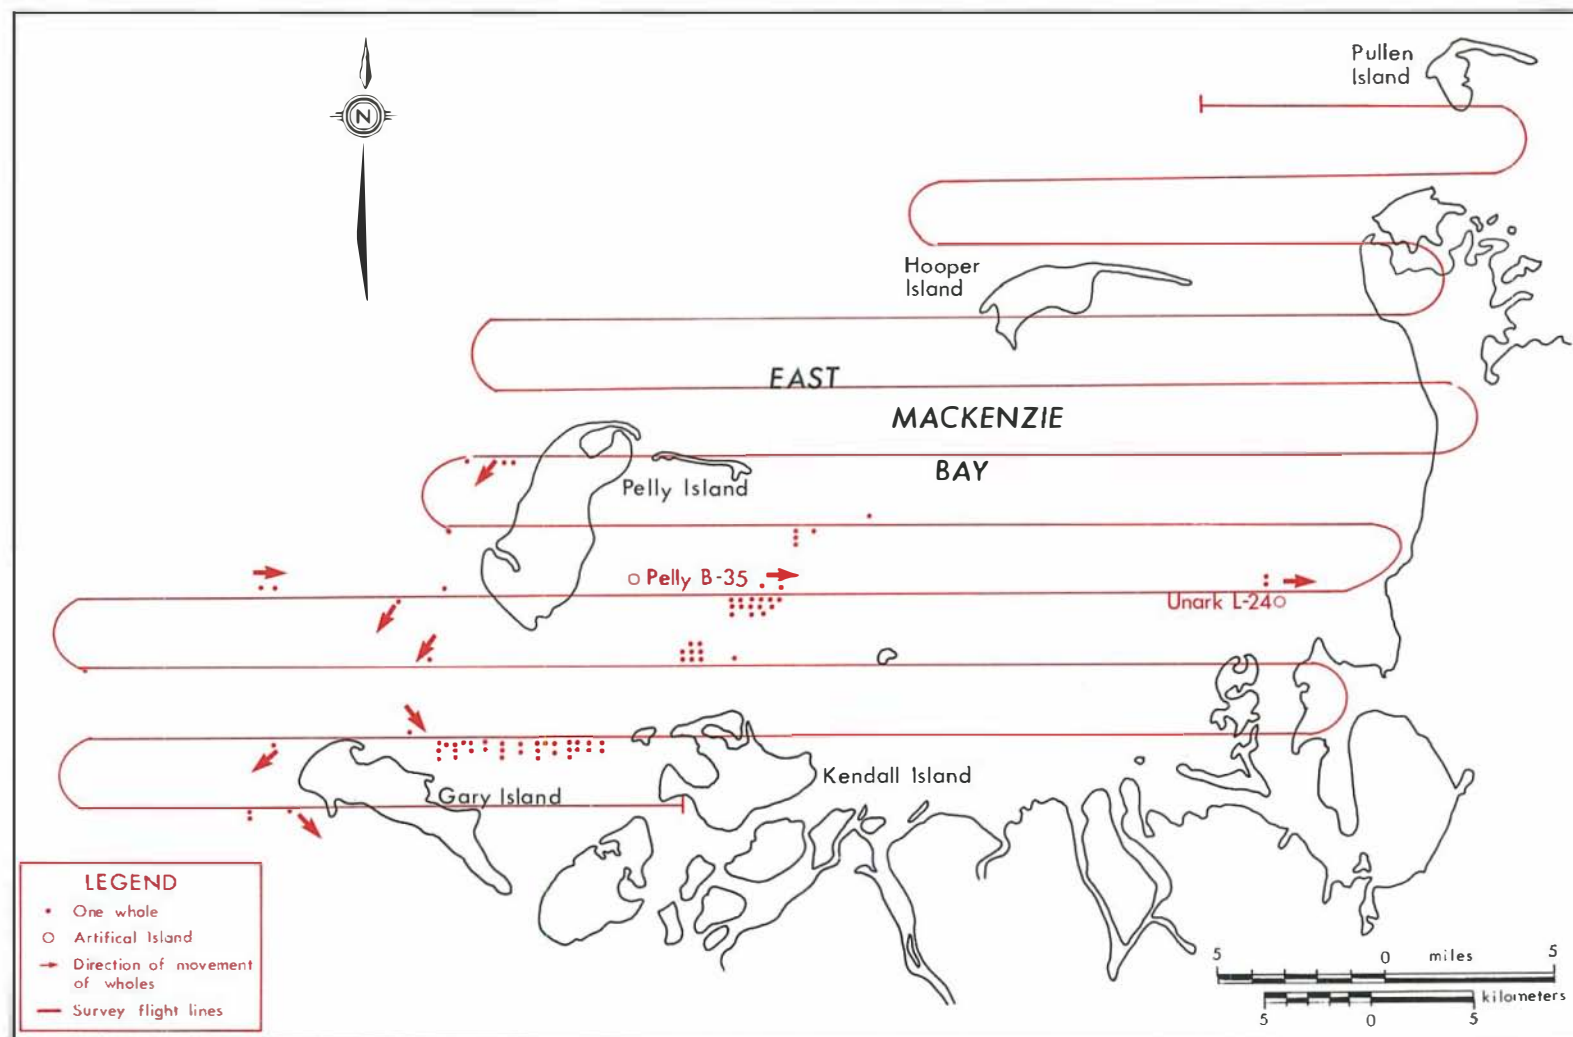 Pullen
Island
N
Hooper
Island
EAST
MACKENZIE
BAY
Pelly Island
Pelly B-35
Unark L-24
Kendall Island
Gary Island
LEGEND
One whale
Artifical Island
Direction of movement
of whales
Survey flight lines
5 0 miles 5
kilometers
5 0 5